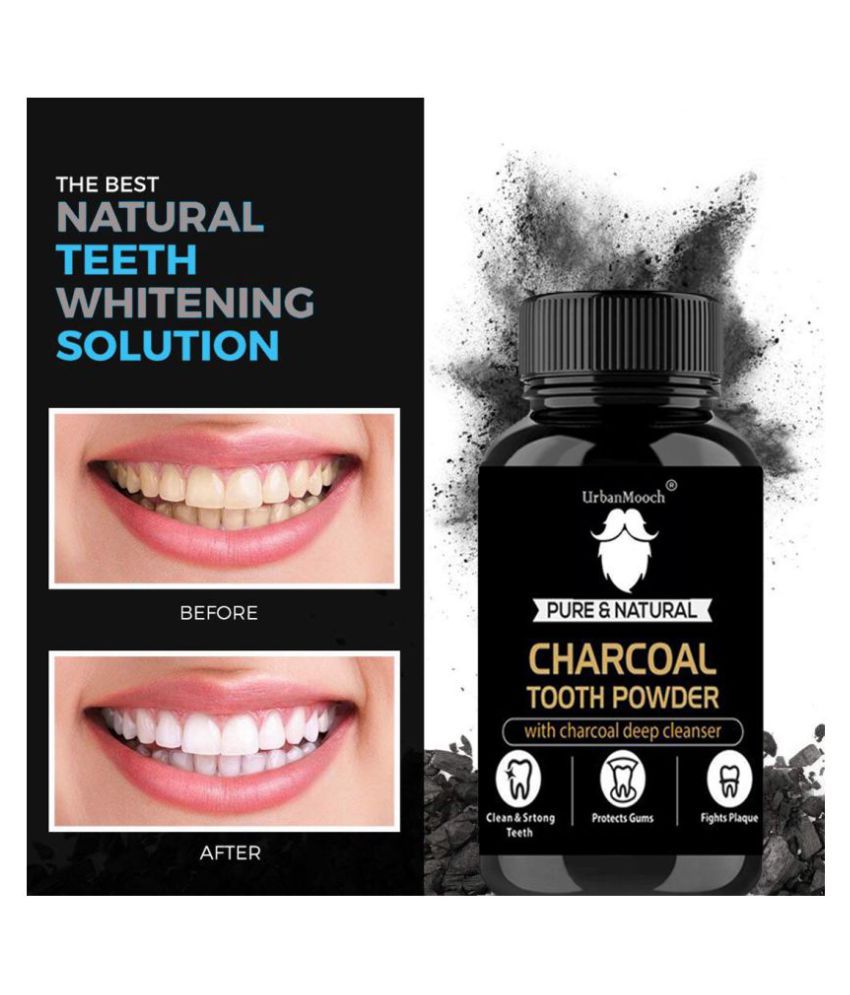 THE BEST
NATURAL
TEETH
WHITENING
SOLUTION
BEFORE
AFTER
UrbanMooch®
PURE & NATURAL
CHARCOAL
TOOTH POWDER
with charcoal deep cleanser
Clean & Srtong
Teeth
Protects Gums
Fights Plaque